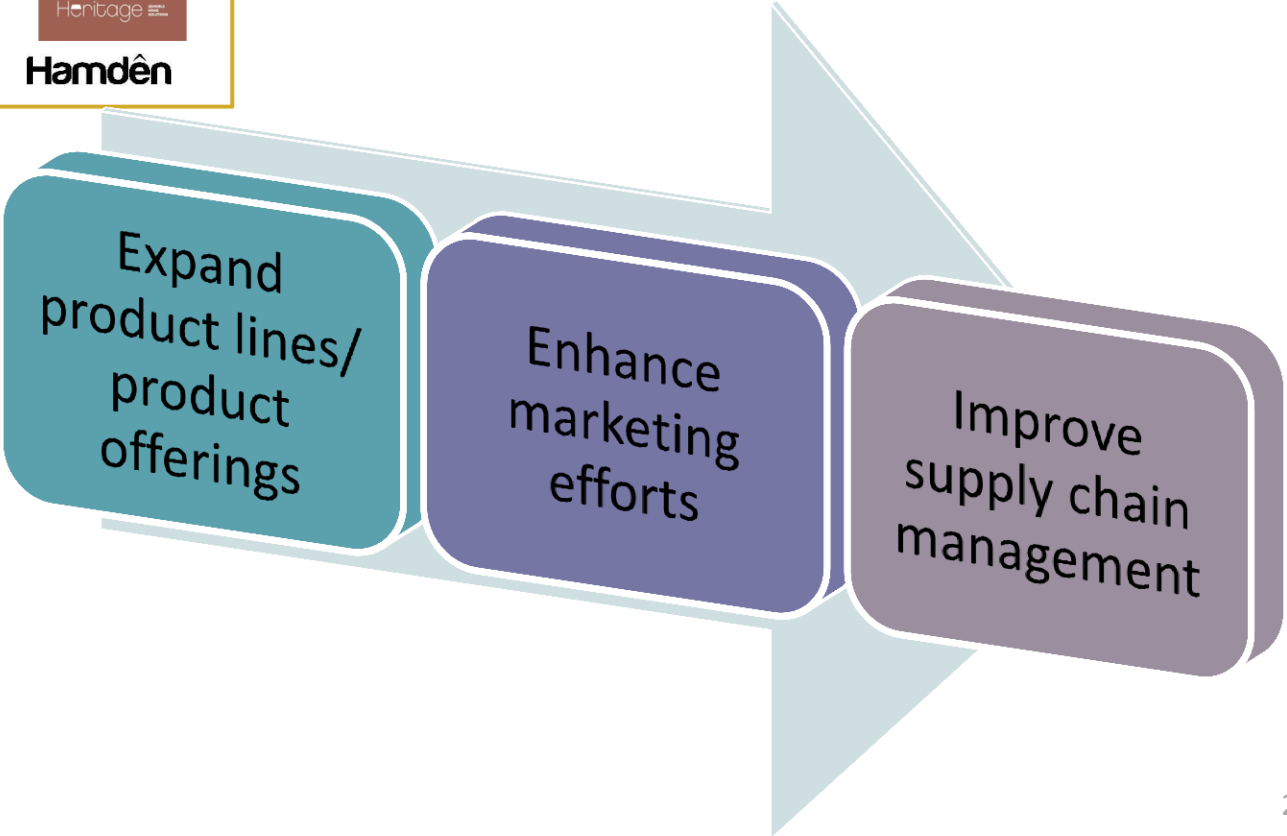 Heritage
Hamdên
Expand
product lines/
product
offerings
Enhance
marketing
efforts
Improve
supply chain
management